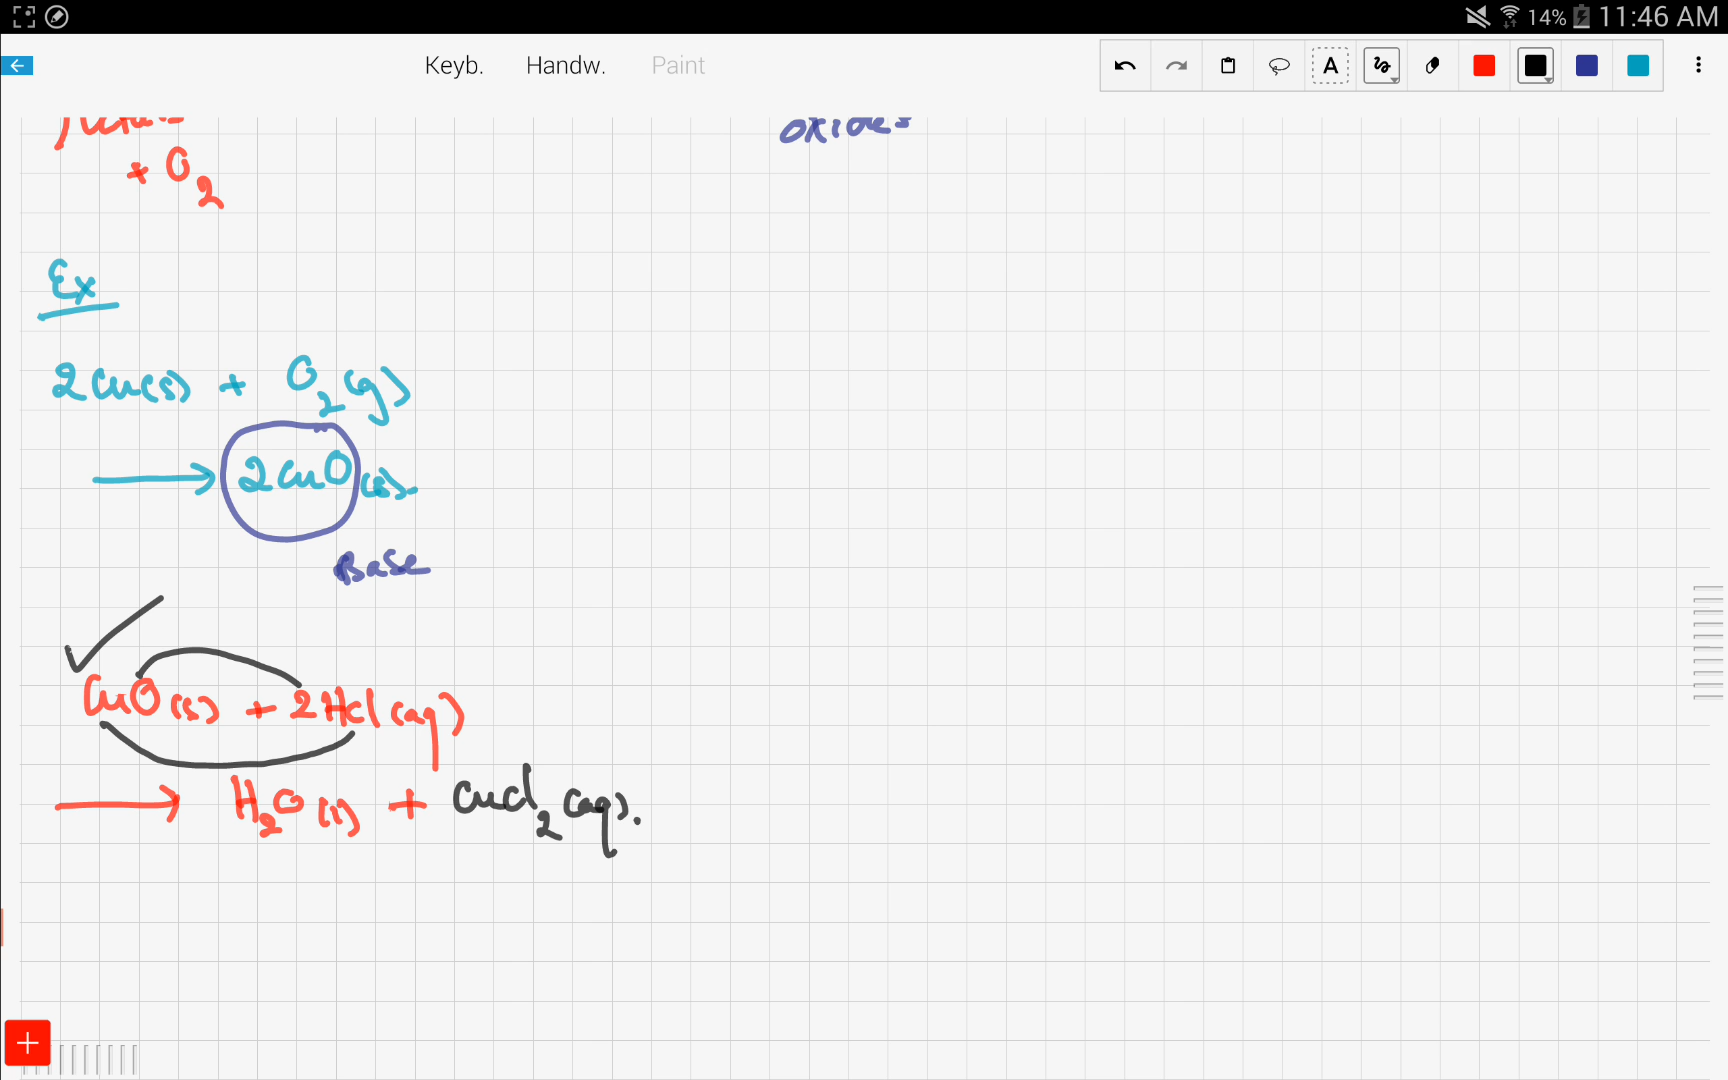 14% 11:46 AM
Keyb. Handw. Paint A
+ O2
oxides
Ex
2Cu(s) + O2(g)
→ 2CuO(s).
Base
CuO(s) + 2HCl(aq)
→ H2O(l) + CuCl2(aq).